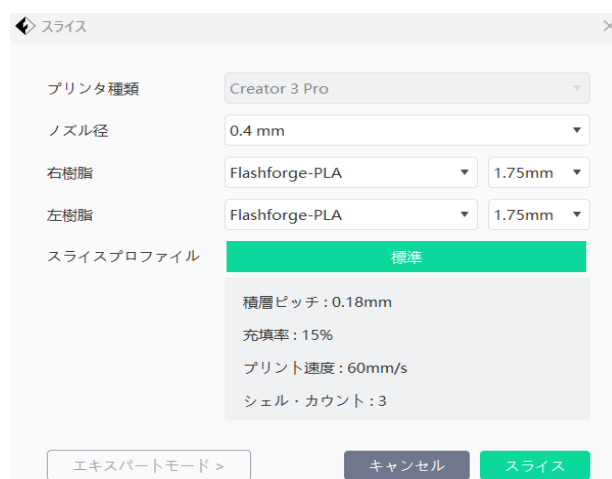 スライス
プリンタ種類 Creator 3 Pro
ノズル径 0.4 mm
右樹脂 Flashforge-PLA 1.75mm
左樹脂 Flashforge-PLA 1.75mm
スライスプロファイル 標準
積層ピッチ : 0.18mm
充填率 : 15%
プリント速度 : 60mm/s
シェル・カウント : 3
エキスパートモード > キャンセル スライス